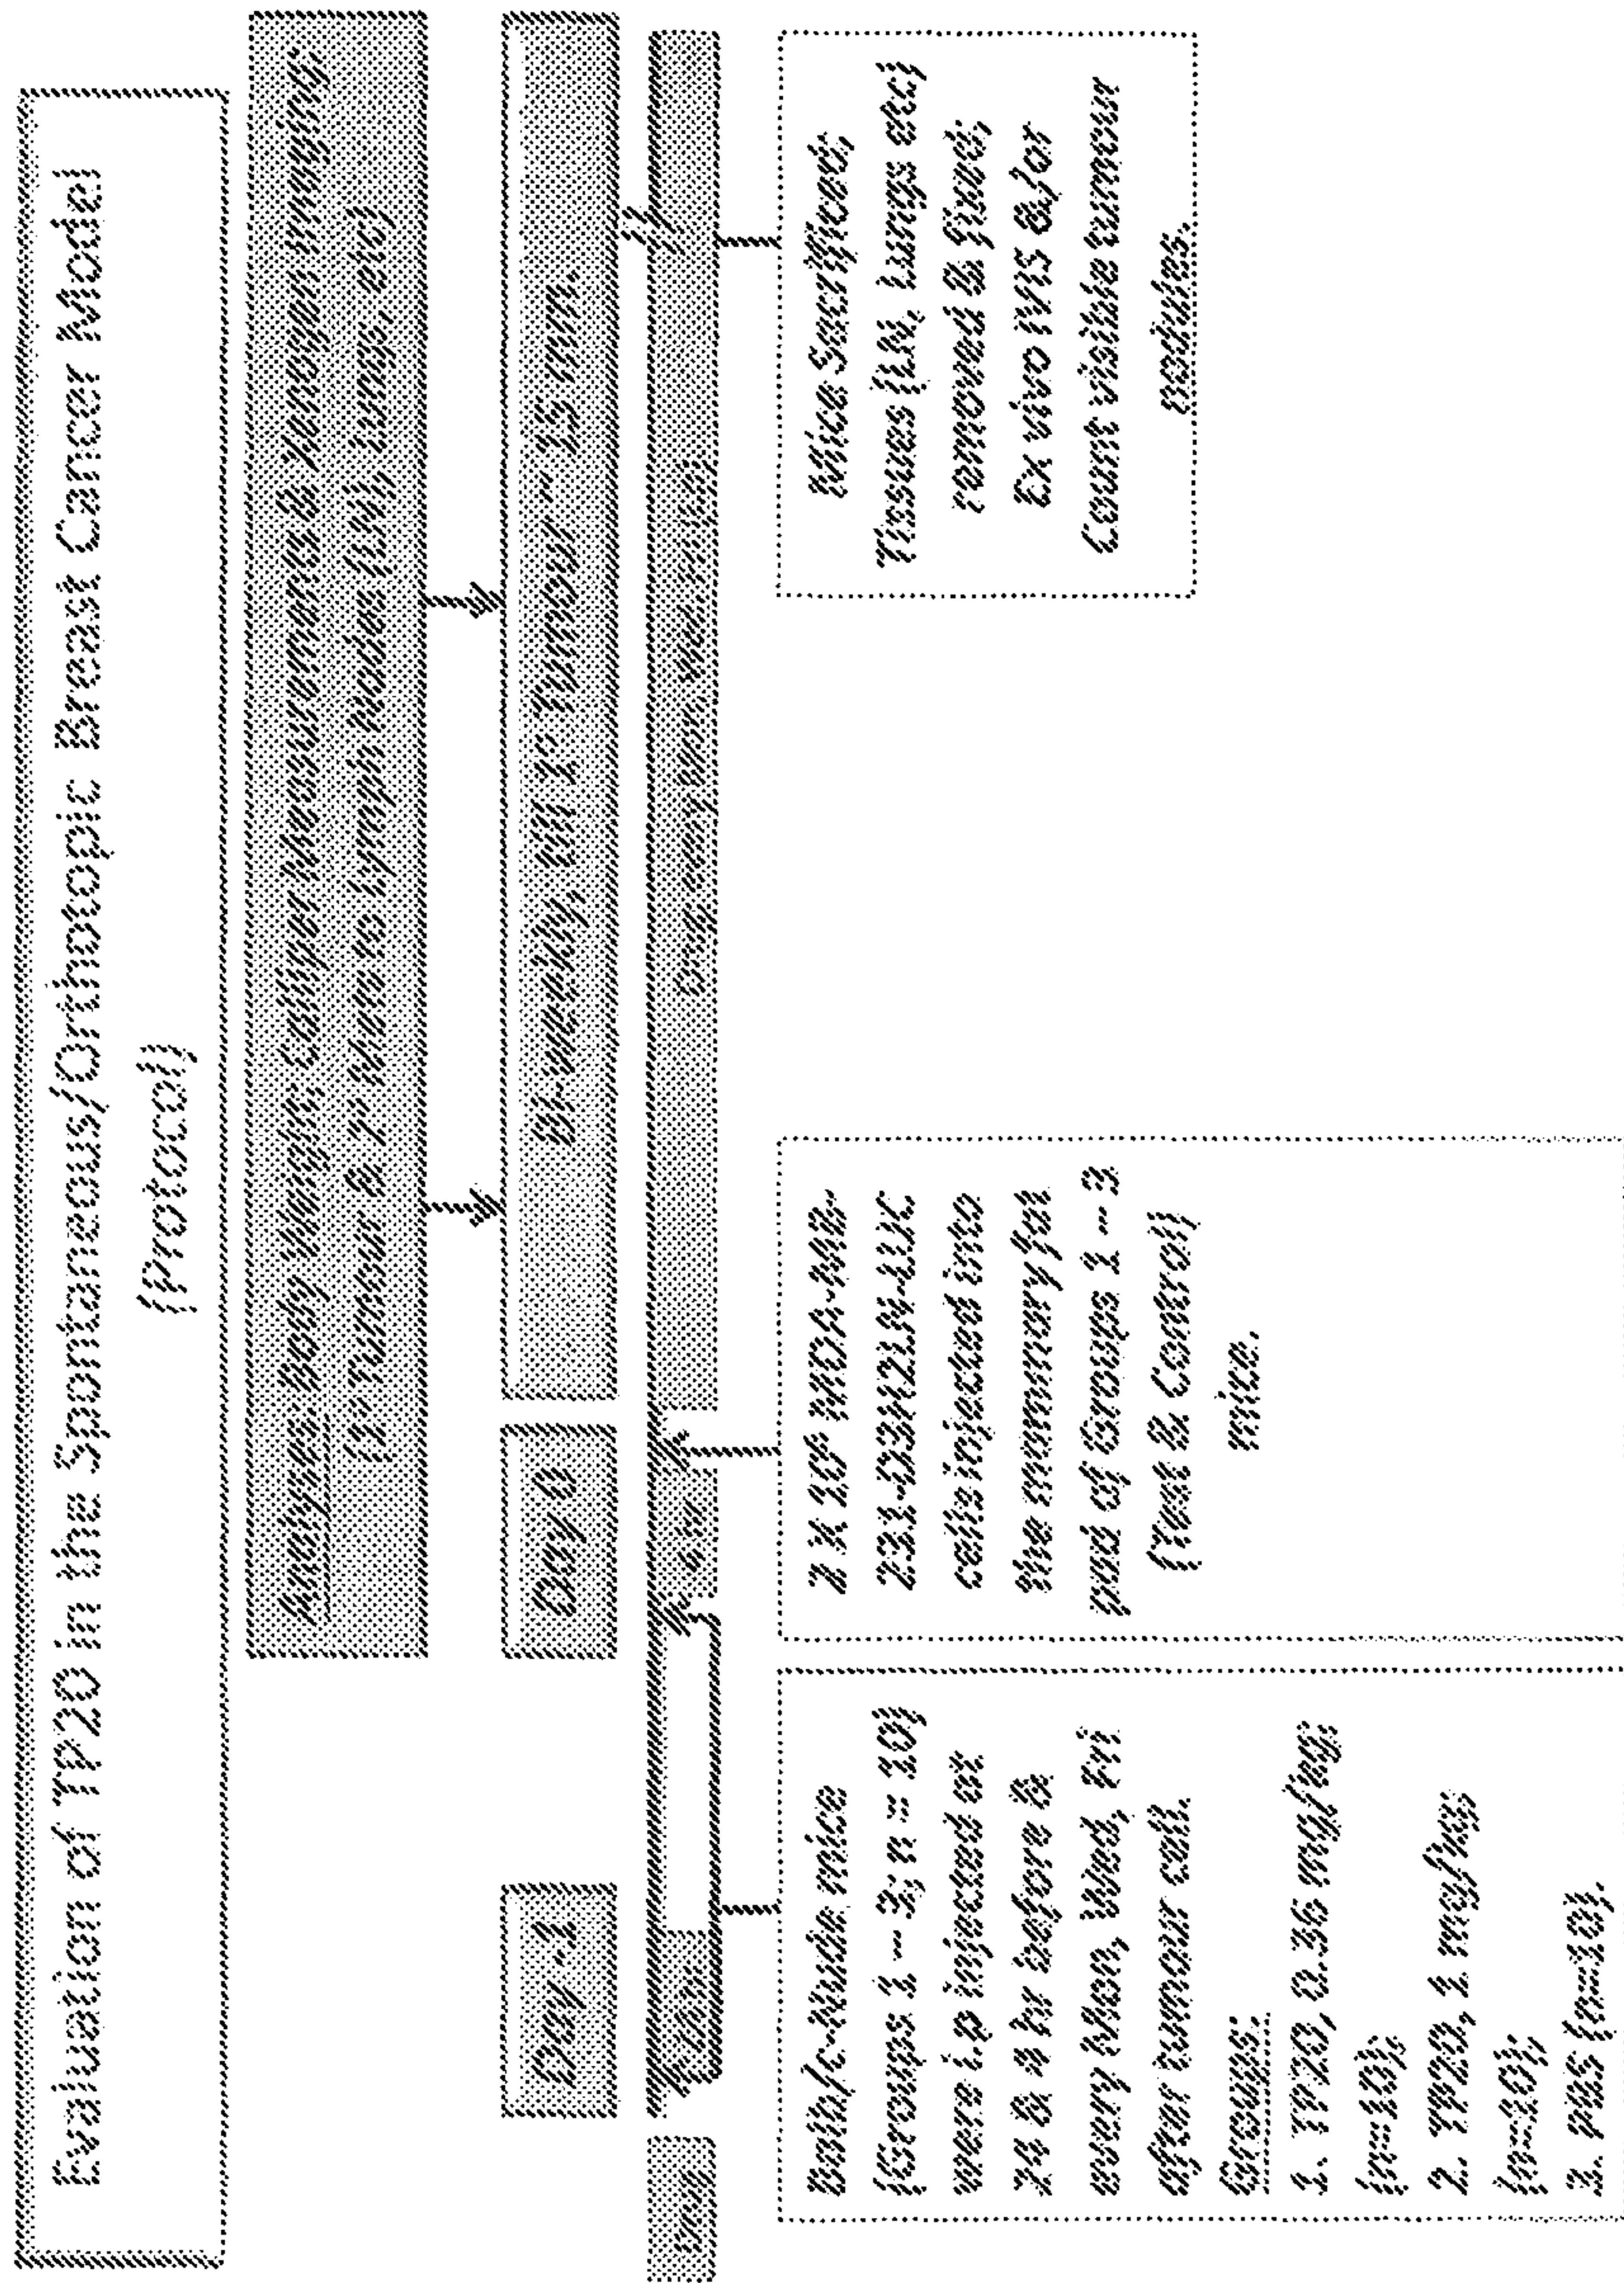 Evaluation of TP20 in the Spontaneous/Orthotopic Breast Cancer Model
(Protocol)
Analyses: Body Weight; Caliper Measurements & Xenogen imaging.
(1° Tumour & 2° sites Lymph Nodes (LN), Lungs, etc)
Day -1
Day 0
Bi-weekly, till 1° Tumour ~ 15 mm.
Balb/c-Nude mice
(Groups 1 – 3; n = 10)
were i.p injected at
24 & 4 hr before &
every Mon, Wed, Fri
after tumour cell.
Groups:
1. TP20, 0.36 mg/kg;
(n=10);
2. TP20, 1 mg/kg;
(n=10);
3. PBS (n=10).
MDA-MB-
231-D3H2LN-LUC
cells injected into
the mammary fat
pad of Groups 1 – 3
(Test & Control)
mice.
Mice Sacrificed;
Tissues (LN, Lungs etc)
removed & fixed;
Ex vivo IVIS &/or
Count visible tumour
nodules.